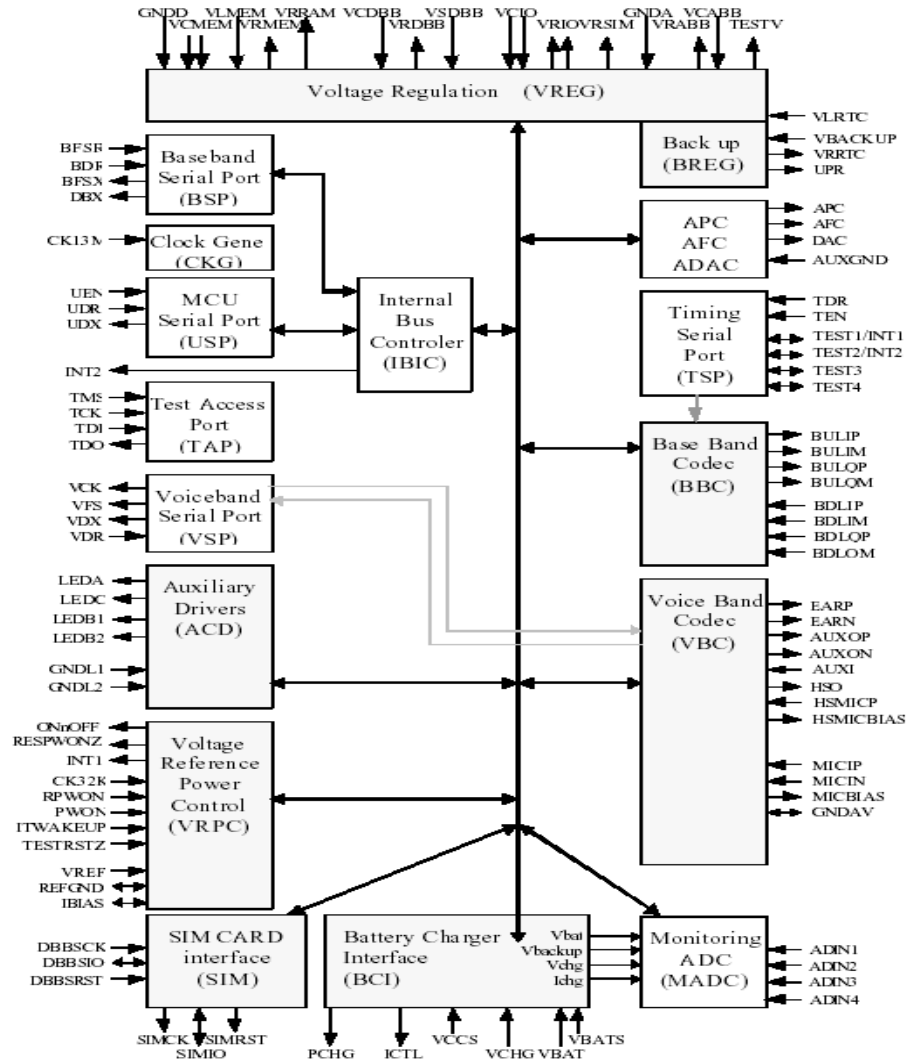 GNDD VLMEM VRRAM VCDBB VSDBB VCIO GNDA VCABB
VCMEM VRMEM VRDBB VRIO VRSIM VRABB TESTV
Voltage Regulation (VREG)
BFSR
BDR
BFSX
DBX
Baseband
Serial Port
(BSP)
Back up
(BREG)
VLRTC
VBACKUP
VRRTC
UPR
CK13M
Clock Gene
(CKG)
APC
AFC
ADAC
APC
AFC
DAC
AUXGND
UEN
UDR
UDX
MCU
Serial Port
(USP)
Internal
Bus
Controler
(IBIC)
INT2
Timing
Serial
Port
(TSP)
TDR
TEN
TEST1/INT1
TEST2/INT2
TEST3
TEST4
TMS
TCK
TDI
TDO
Test Access
Port
(TAP)
Base Band
Codec
(BBC)
BULIP
BULIM
BULQP
BULQM
BDLIP
BDLIM
BDLQP
BDLQM
VCK
VFS
VDX
VDR
Voiceband
Serial Port
(VSP)
LEDA
LEDC
LEDB1
LEDB2
GNDL1
GNDL2
Auxiliary
Drivers
(ACD)
Voice Band
Codec
(VBC)
EARP
EARN
AUXOP
AUXON
AUXI
HSO
HSMICP
HSMICBIAS
MICIP
MICIN
MICBIAS
GNDAV
ONnOFF
RESPWONZ
INT1
CK32K
RPWON
PWON
ITWAKEUP
TESTRSTZ
VREF
REFGND
IBIAS
Voltage
Reference
Power
Control
(VRPC)
DBBSCK
DBBSIO
DBBSRST
SIM CARD
interface
(SIM)
Battery Charger
Interface
(BCI)
Vbat
Vbackup
Vchg
Ichg
Monitoring
ADC
(MADC)
ADIN1
ADIN2
ADIN3
ADIN4
SIMCK SIMRST VCCS VBATS
SIMIO PCHG ICTL VCHG VBAT